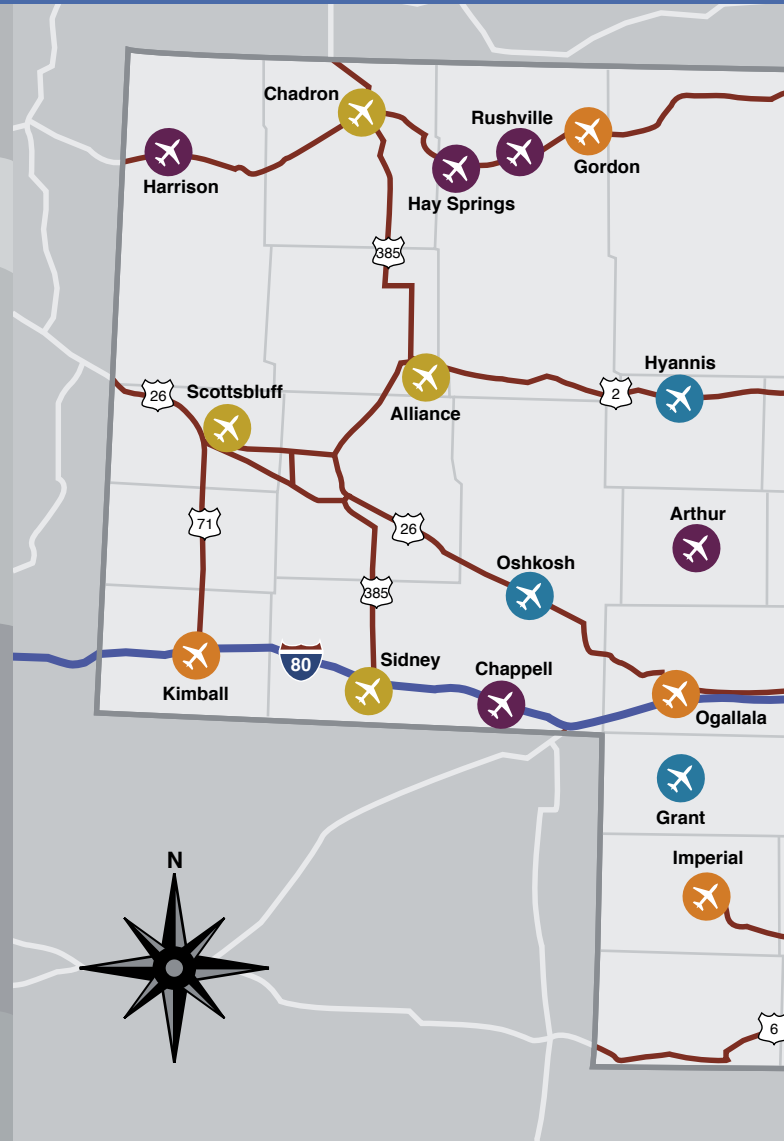 Chadron
Rushville
Harrison
Gordon
Hay Springs
385
Hyannis
26
Scottsbluff
2
Alliance
71
26
Arthur
Oshkosh
385
80
Sidney
Chappell
Kimball
Ogallala
Grant
Imperial
N
6